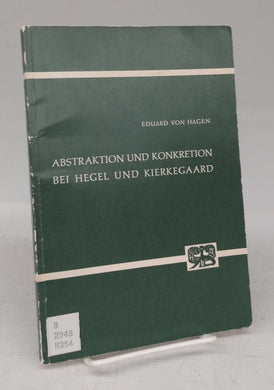 EDUARD VON HAGEN
ABSTRAKTION UND KONKRETION
BEI HEGEL UND KIERKEGAARD
B
2948
H354